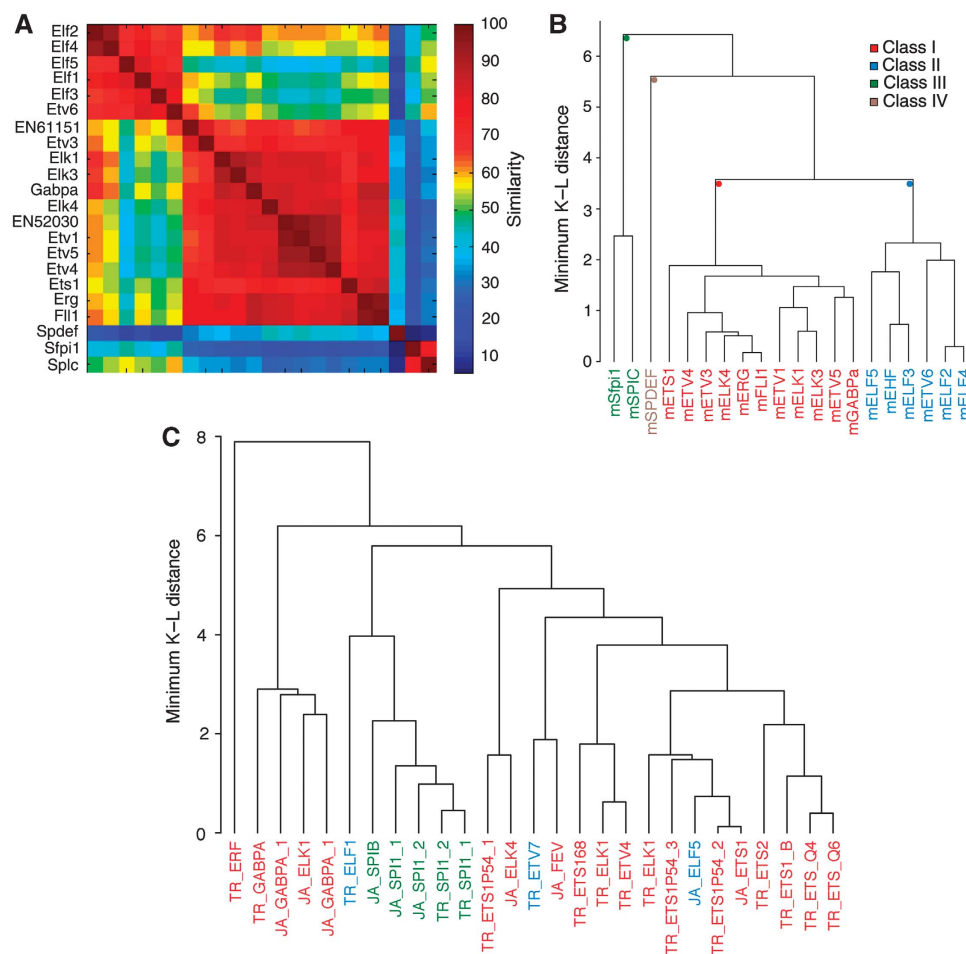 A
Elf2
Elf4
Elf5
Elf1
Elf3
Etv6
EN61151
Etv3
Elk1
Elk3
Gabpa
Elk4
EN52030
Etv1
Etv5
Etv4
Ets1
Erg
Fli1
Spdef
Sfpi1
SpIc
100
90
80
70
60
50
40
30
20
10
Similarity
B
6
5
4
3
2
1
0
Minimum K–L distance
Class I
Class II
Class III
Class IV
mSfpi1
mSPIC
mSPDEF
mETS1
mETV4
mETV3
mELK4
mERG
mFLI1
mETV1
mELK1
mELK3
mETV5
mGABPa
mELF5
mEHF
mELF3
mETV6
mELF2
mELF4
C
8
6
4
2
0
Minimum K–L distance
TR_ERF
TR_GABPA
JA_GABPA_1
JA_ELK1
JA_GABPA_1
TR_ELF1
JA_SPIB
JA_SPI1_1
JA_SPI1_2
TR_SPI1_2
TR_SPI1_1
TR_ETS1P54_1
JA_ELK4
TR_ETV7
JA_FEV
TR_ETS168
TR_ELK1
TR_ETV4
TR_ELK1
TR_ETS1P54_3
JA_ELF5
TR_ETS1P54_2
JA_ETS1
TR_ETS2
TR_ETS1_B
TR_ETS_Q4
TR_ETS_Q6